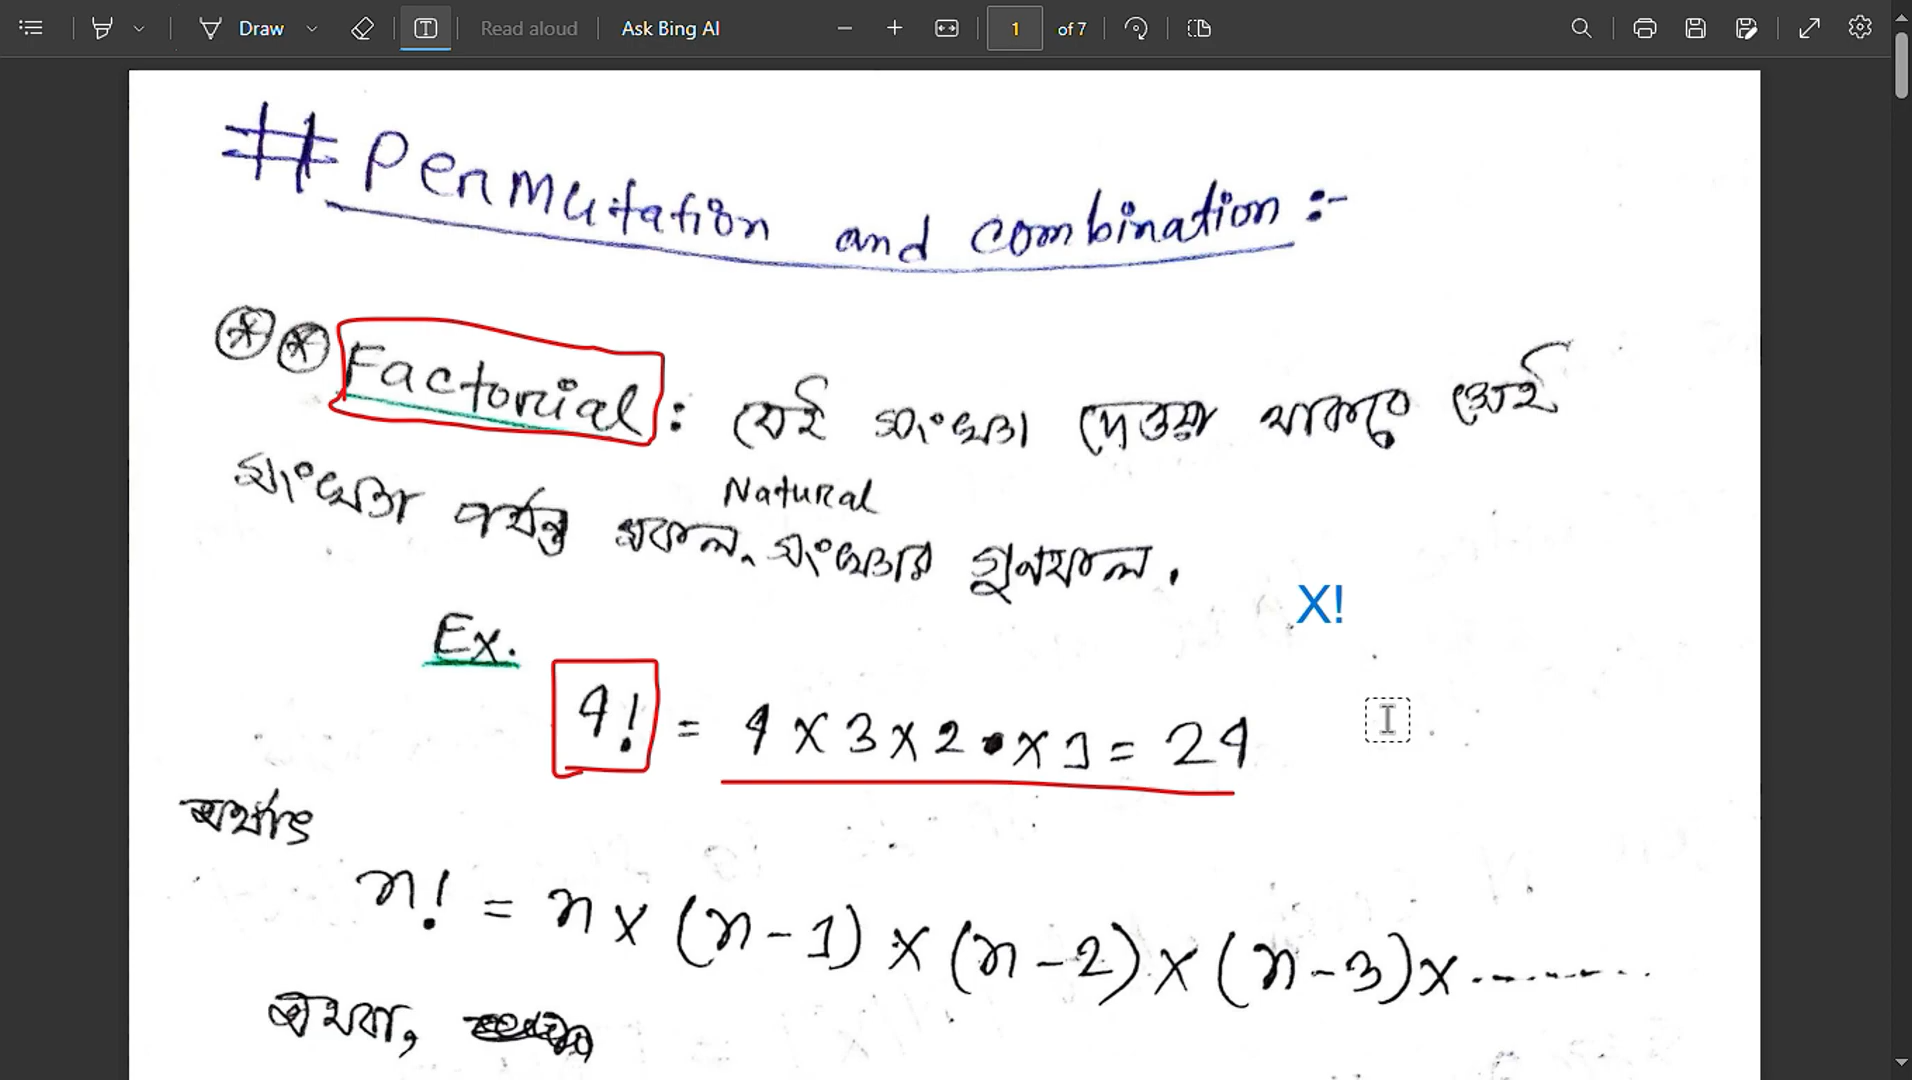 Draw Read aloud Ask Bing AI 1 of 7
# Permutation and combination :-
Factorial : যেই সংখ্যা দেওয়া থাকবে সেই
Natural
সংখ্যা পর্যন্ত সকল সংখ্যার গুণফল.
X!
Ex.
4! = 4 X 3 X 2 X 1 = 24
অর্থাৎ
n! = n X (n-1) X (n-2) X (n-3) X ........
অথবা,